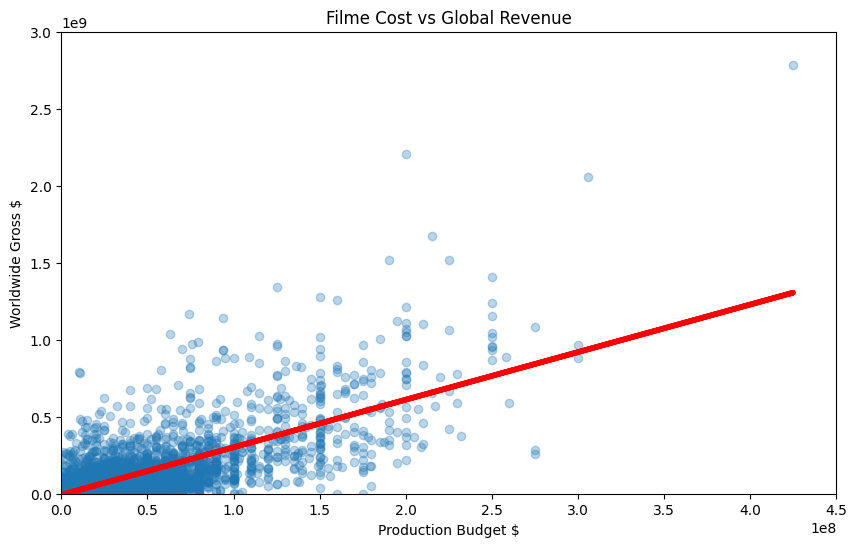 Filme Cost vs Global Revenue
1e9
3.0
2.5
2.0
1.5
1.0
0.5
0.0
Worldwide Gross $
0.0 0.5 1.0 1.5 2.0 2.5 3.0 3.5 4.0 4.5
1e8
Production Budget $